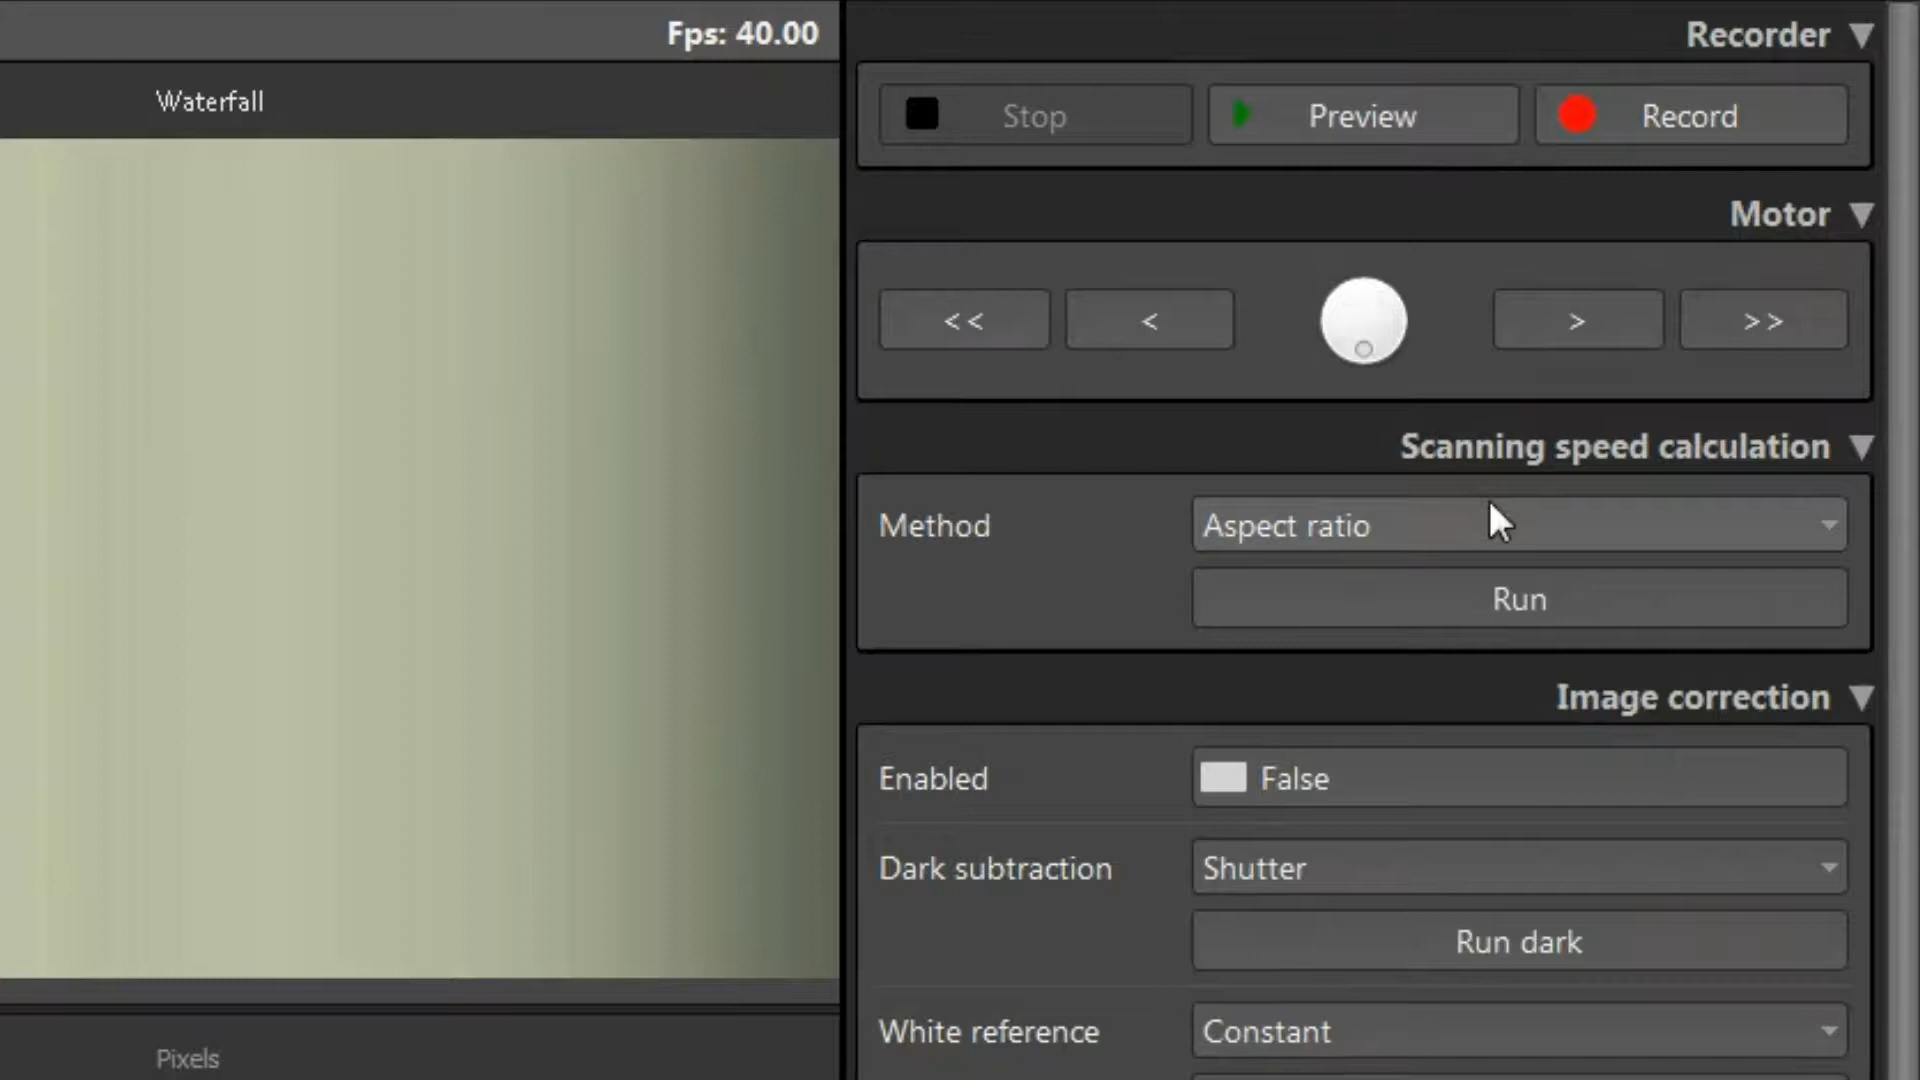 Fps: 40.00
Waterfall
Pixels
Recorder
Stop Preview Record
Motor
<< < > >>
Scanning speed calculation
Method Aspect ratio
Run
Image correction
Enabled False
Dark subtraction Shutter
Run dark
White reference Constant